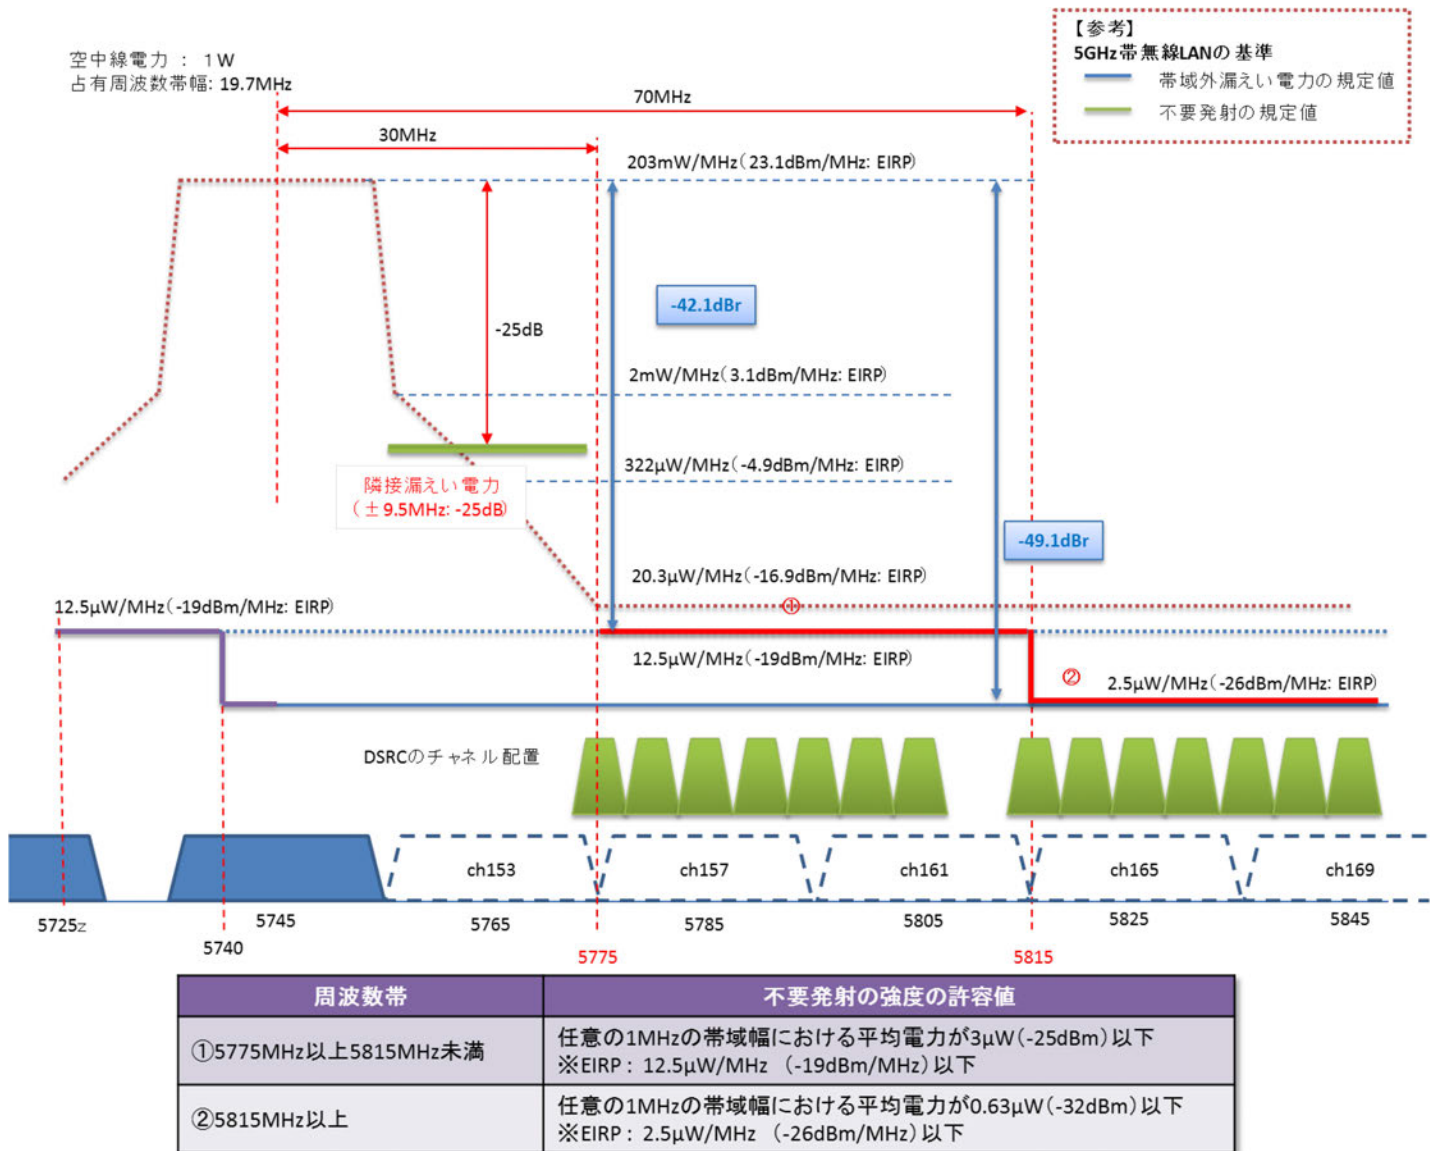 空中線電力 ： 1W
占有周波数帯幅: 19.7MHz
【参考】
5GHz帯無線LANの基準
帯域外漏えい電力の規定値
不要発射の規定値
70MHz
30MHz
203mW/MHz（23.1dBm/MHz: EIRP）
-42.1dBr
-25dB
2mW/MHz（3.1dBm/MHz: EIRP）
322μW/MHz（-4.9dBm/MHz: EIRP）
隣接漏えい電力
（±9.5MHz: -25dB）
-49.1dBr
20.3μW/MHz（-16.9dBm/MHz: EIRP）
12.5μW/MHz（-19dBm/MHz: EIRP）
①
12.5μW/MHz（-19dBm/MHz: EIRP）
②
2.5μW/MHz（-26dBm/MHz: EIRP）
DSRCのチャネル配置
ch153
ch157
ch161
ch165
ch169
5725z
5740
5745
5765
5775
5785
5805
5815
5825
5845
周波数帯
不要発射の強度の許容値
①5775MHz以上5815MHz未満
任意の1MHzの帯域幅における平均電力が3μW（-25dBm）以下
※EIRP： 12.5μW/MHz （-19dBm/MHz）以下
②5815MHz以上
任意の1MHzの帯域幅における平均電力が0.63μW（-32dBm）以下
※EIRP： 2.5μW/MHz （-26dBm/MHz）以下